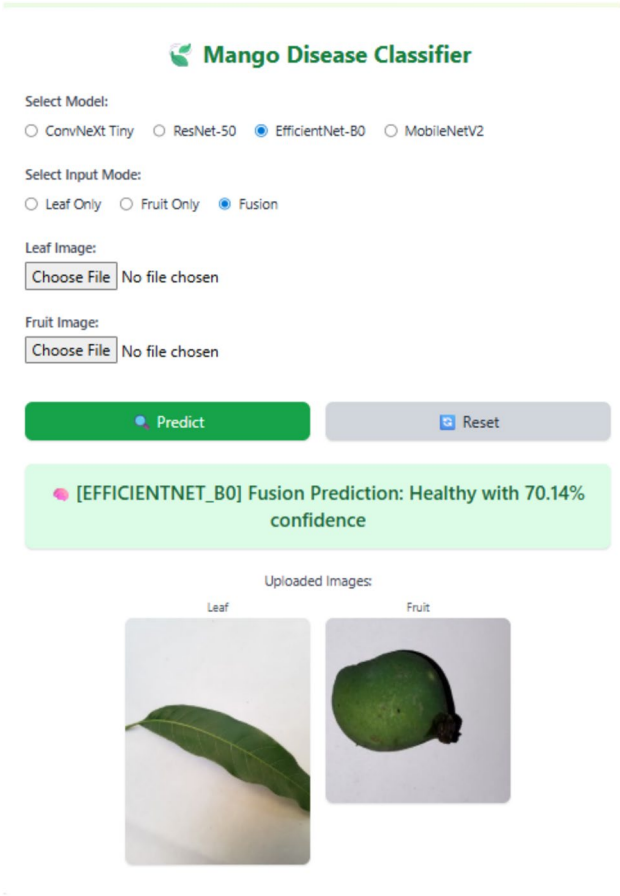 Mango Disease Classifier
Select Model:
ConvNeXt Tiny ResNet-50 EfficientNet-B0 MobileNetV2
Select Input Mode:
Leaf Only Fruit Only Fusion
Leaf Image:
Choose File No file chosen
Fruit Image:
Choose File No file chosen
Predict Reset
[EFFICIENTNET_B0] Fusion Prediction: Healthy with 70.14%
confidence
Uploaded Images:
Leaf Fruit